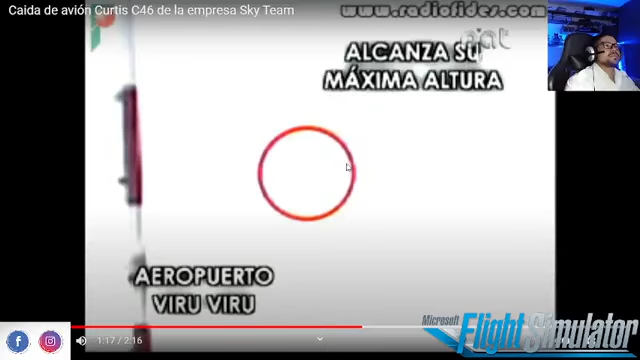 Caida de avión Curtis C46 de la empresa Sky Team
www.radiofides.com
ALCANZA SU
MÁXIMA ALTURA
AEROPUERTO
VIRU VIRU
1:17 / 2:16
Microsoft
Flight Simulator